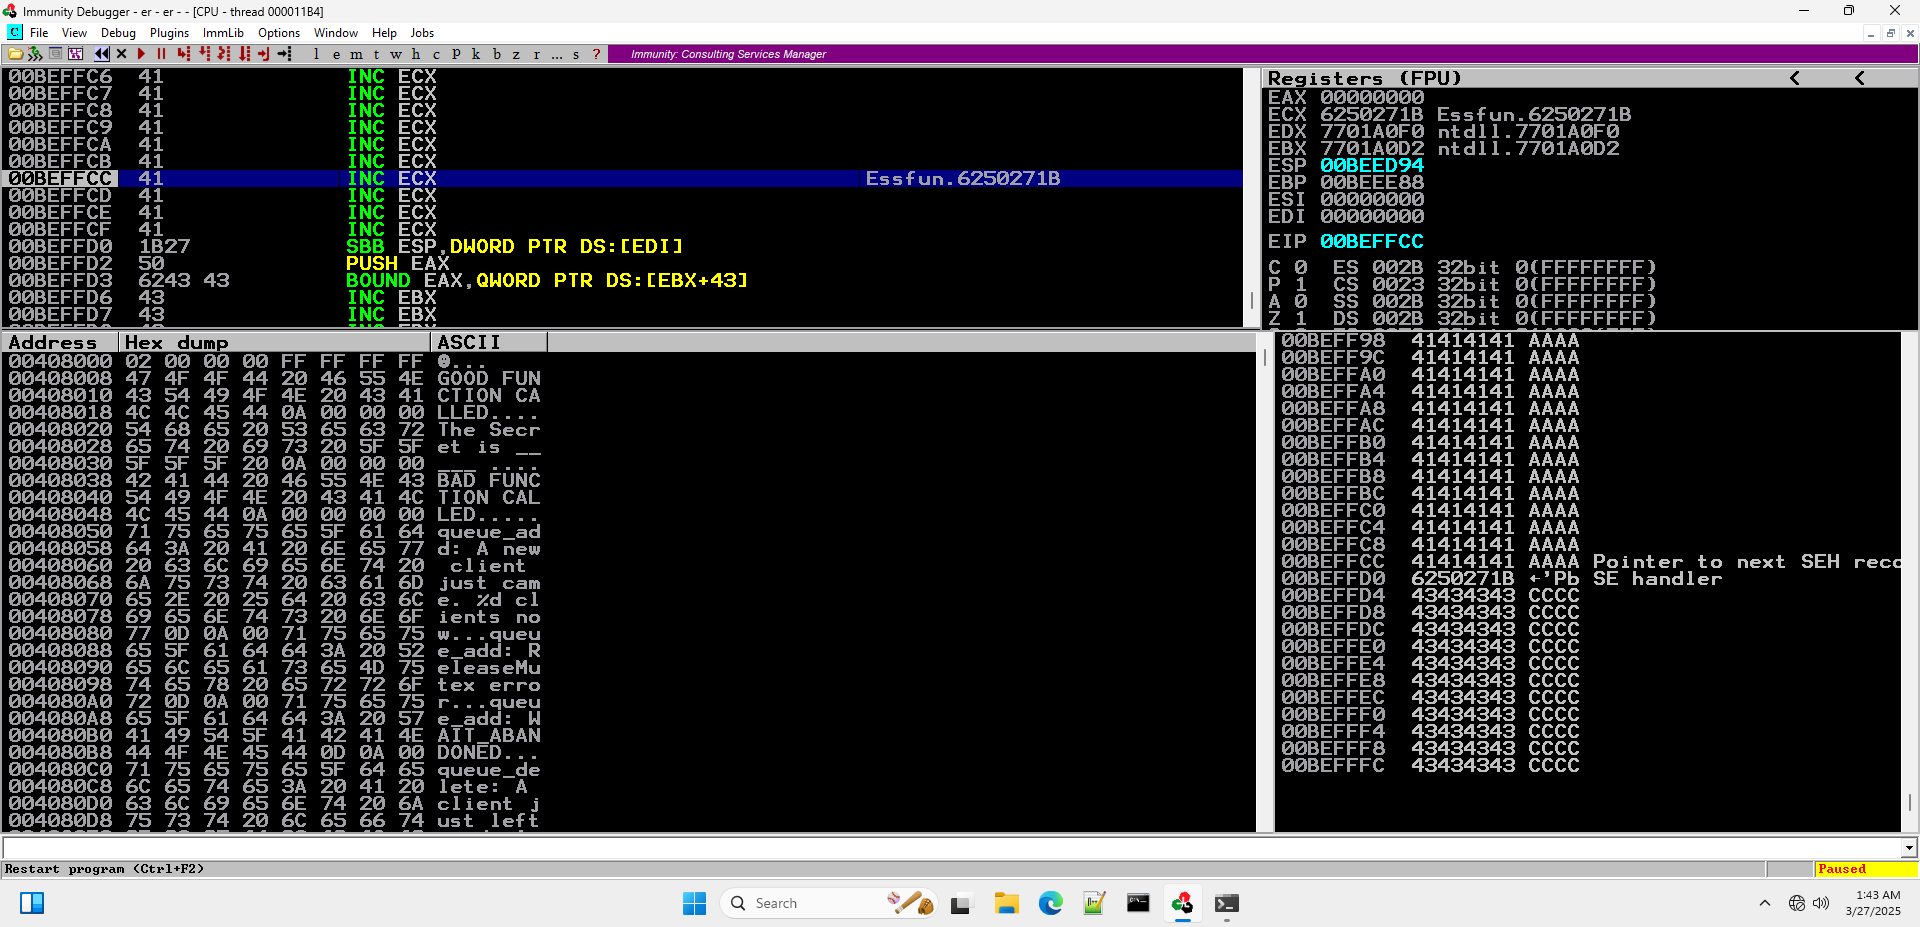 Immunity Debugger - er - er - - [CPU - thread 000011B4]
C File View Debug Plugins ImmLib Options Window Help Jobs
l e m t w h c P k b z r ... s ? Immunity: Consulting Services Manager
00BEFFC6 41 INC ECX
00BEFFC7 41 INC ECX
00BEFFC8 41 INC ECX
00BEFFC9 41 INC ECX
00BEFFCA 41 INC ECX
00BEFFCB 41 INC ECX
00BEFFCC 41 INC ECX Essfun.6250271B
00BEFFCD 41 INC ECX
00BEFFCE 41 INC ECX
00BEFFCF 41 INC ECX
00BEFFD0 1B27 SBB ESP,DWORD PTR DS:[EDI]
00BEFFD2 50 PUSH EAX
00BEFFD3 6243 43 BOUND EAX,QWORD PTR DS:[EBX+43]
00BEFFD6 43 INC EBX
00BEFFD7 43 INC EBX
Registers (FPU) < <
EAX 00000000
ECX 6250271B Essfun.6250271B
EDX 7701A0F0 ntdll.7701A0F0
EBX 7701A0D2 ntdll.7701A0D2
ESP 00BEED94
EBP 00BEEE88
ESI 00000000
EDI 00000000
EIP 00BEFFCC
C 0 ES 002B 32bit 0(FFFFFFFF)
P 1 CS 0023 32bit 0(FFFFFFFF)
A 0 SS 002B 32bit 0(FFFFFFFF)
Z 1 DS 002B 32bit 0(FFFFFFFF)
Address Hex dump ASCII
00408000 02 00 00 00 FF FF FF FF ☻...
00408008 47 4F 4F 44 20 46 55 4E GOOD FUN
00408010 43 54 49 4F 4E 20 43 41 CTION CA
00408018 4C 4C 45 44 0A 00 00 00 LLED....
00408020 54 68 65 20 53 65 63 72 The Secr
00408028 65 74 20 69 73 20 5F 5F et is __
00408030 5F 5F 5F 20 0A 00 00 00 ___ ....
00408038 42 41 44 20 46 55 4E 43 BAD FUNC
00408040 54 49 4F 4E 20 43 41 4C TION CAL
00408048 4C 45 44 0A 00 00 00 00 LED.....
00408050 71 75 65 75 65 5F 61 64 queue_ad
00408058 64 3A 20 41 20 6E 65 77 d: A new
00408060 20 63 6C 69 65 6E 74 20 client
00408068 6A 75 73 74 20 63 61 6D just cam
00408070 65 2E 20 25 64 20 63 6C e. %d cl
00408078 69 65 6E 74 73 20 6E 6F ients no
00408080 77 0D 0A 00 71 75 65 75 w...queu
00408088 65 5F 61 64 64 3A 20 52 e_add: R
00408090 65 6C 65 61 73 65 4D 75 eleaseMu
00408098 74 65 78 20 65 72 72 6F tex erro
004080A0 72 0D 0A 00 71 75 65 75 r...queu
004080A8 65 5F 61 64 64 3A 20 57 e_add: W
004080B0 41 49 54 5F 41 42 41 4E AIT_ABAN
004080B8 44 4F 4E 45 44 0D 0A 00 DONED...
004080C0 71 75 65 75 65 5F 64 65 queue_de
004080C8 6C 65 74 65 3A 20 41 20 lete: A
004080D0 63 6C 69 65 6E 74 20 6A client j
004080D8 75 73 74 20 6C 65 66 74 ust left
00BEFF98 41414141 AAAA
00BEFF9C 41414141 AAAA
00BEFFA0 41414141 AAAA
00BEFFA4 41414141 AAAA
00BEFFA8 41414141 AAAA
00BEFFAC 41414141 AAAA
00BEFFB0 41414141 AAAA
00BEFFB4 41414141 AAAA
00BEFFB8 41414141 AAAA
00BEFFBC 41414141 AAAA
00BEFFC0 41414141 AAAA
00BEFFC4 41414141 AAAA
00BEFFC8 41414141 AAAA
00BEFFCC 41414141 AAAA Pointer to next SEH reco
00BEFFD0 6250271B ←'Pb SE handler
00BEFFD4 43434343 CCCC
00BEFFD8 43434343 CCCC
00BEFFDC 43434343 CCCC
00BEFFE0 43434343 CCCC
00BEFFE4 43434343 CCCC
00BEFFE8 43434343 CCCC
00BEFFEC 43434343 CCCC
00BEFFF0 43434343 CCCC
00BEFFF4 43434343 CCCC
00BEFFF8 43434343 CCCC
00BEFFFC 43434343 CCCC
Restart program (Ctrl+F2) Paused
Search
1:43 AM
3/27/2025